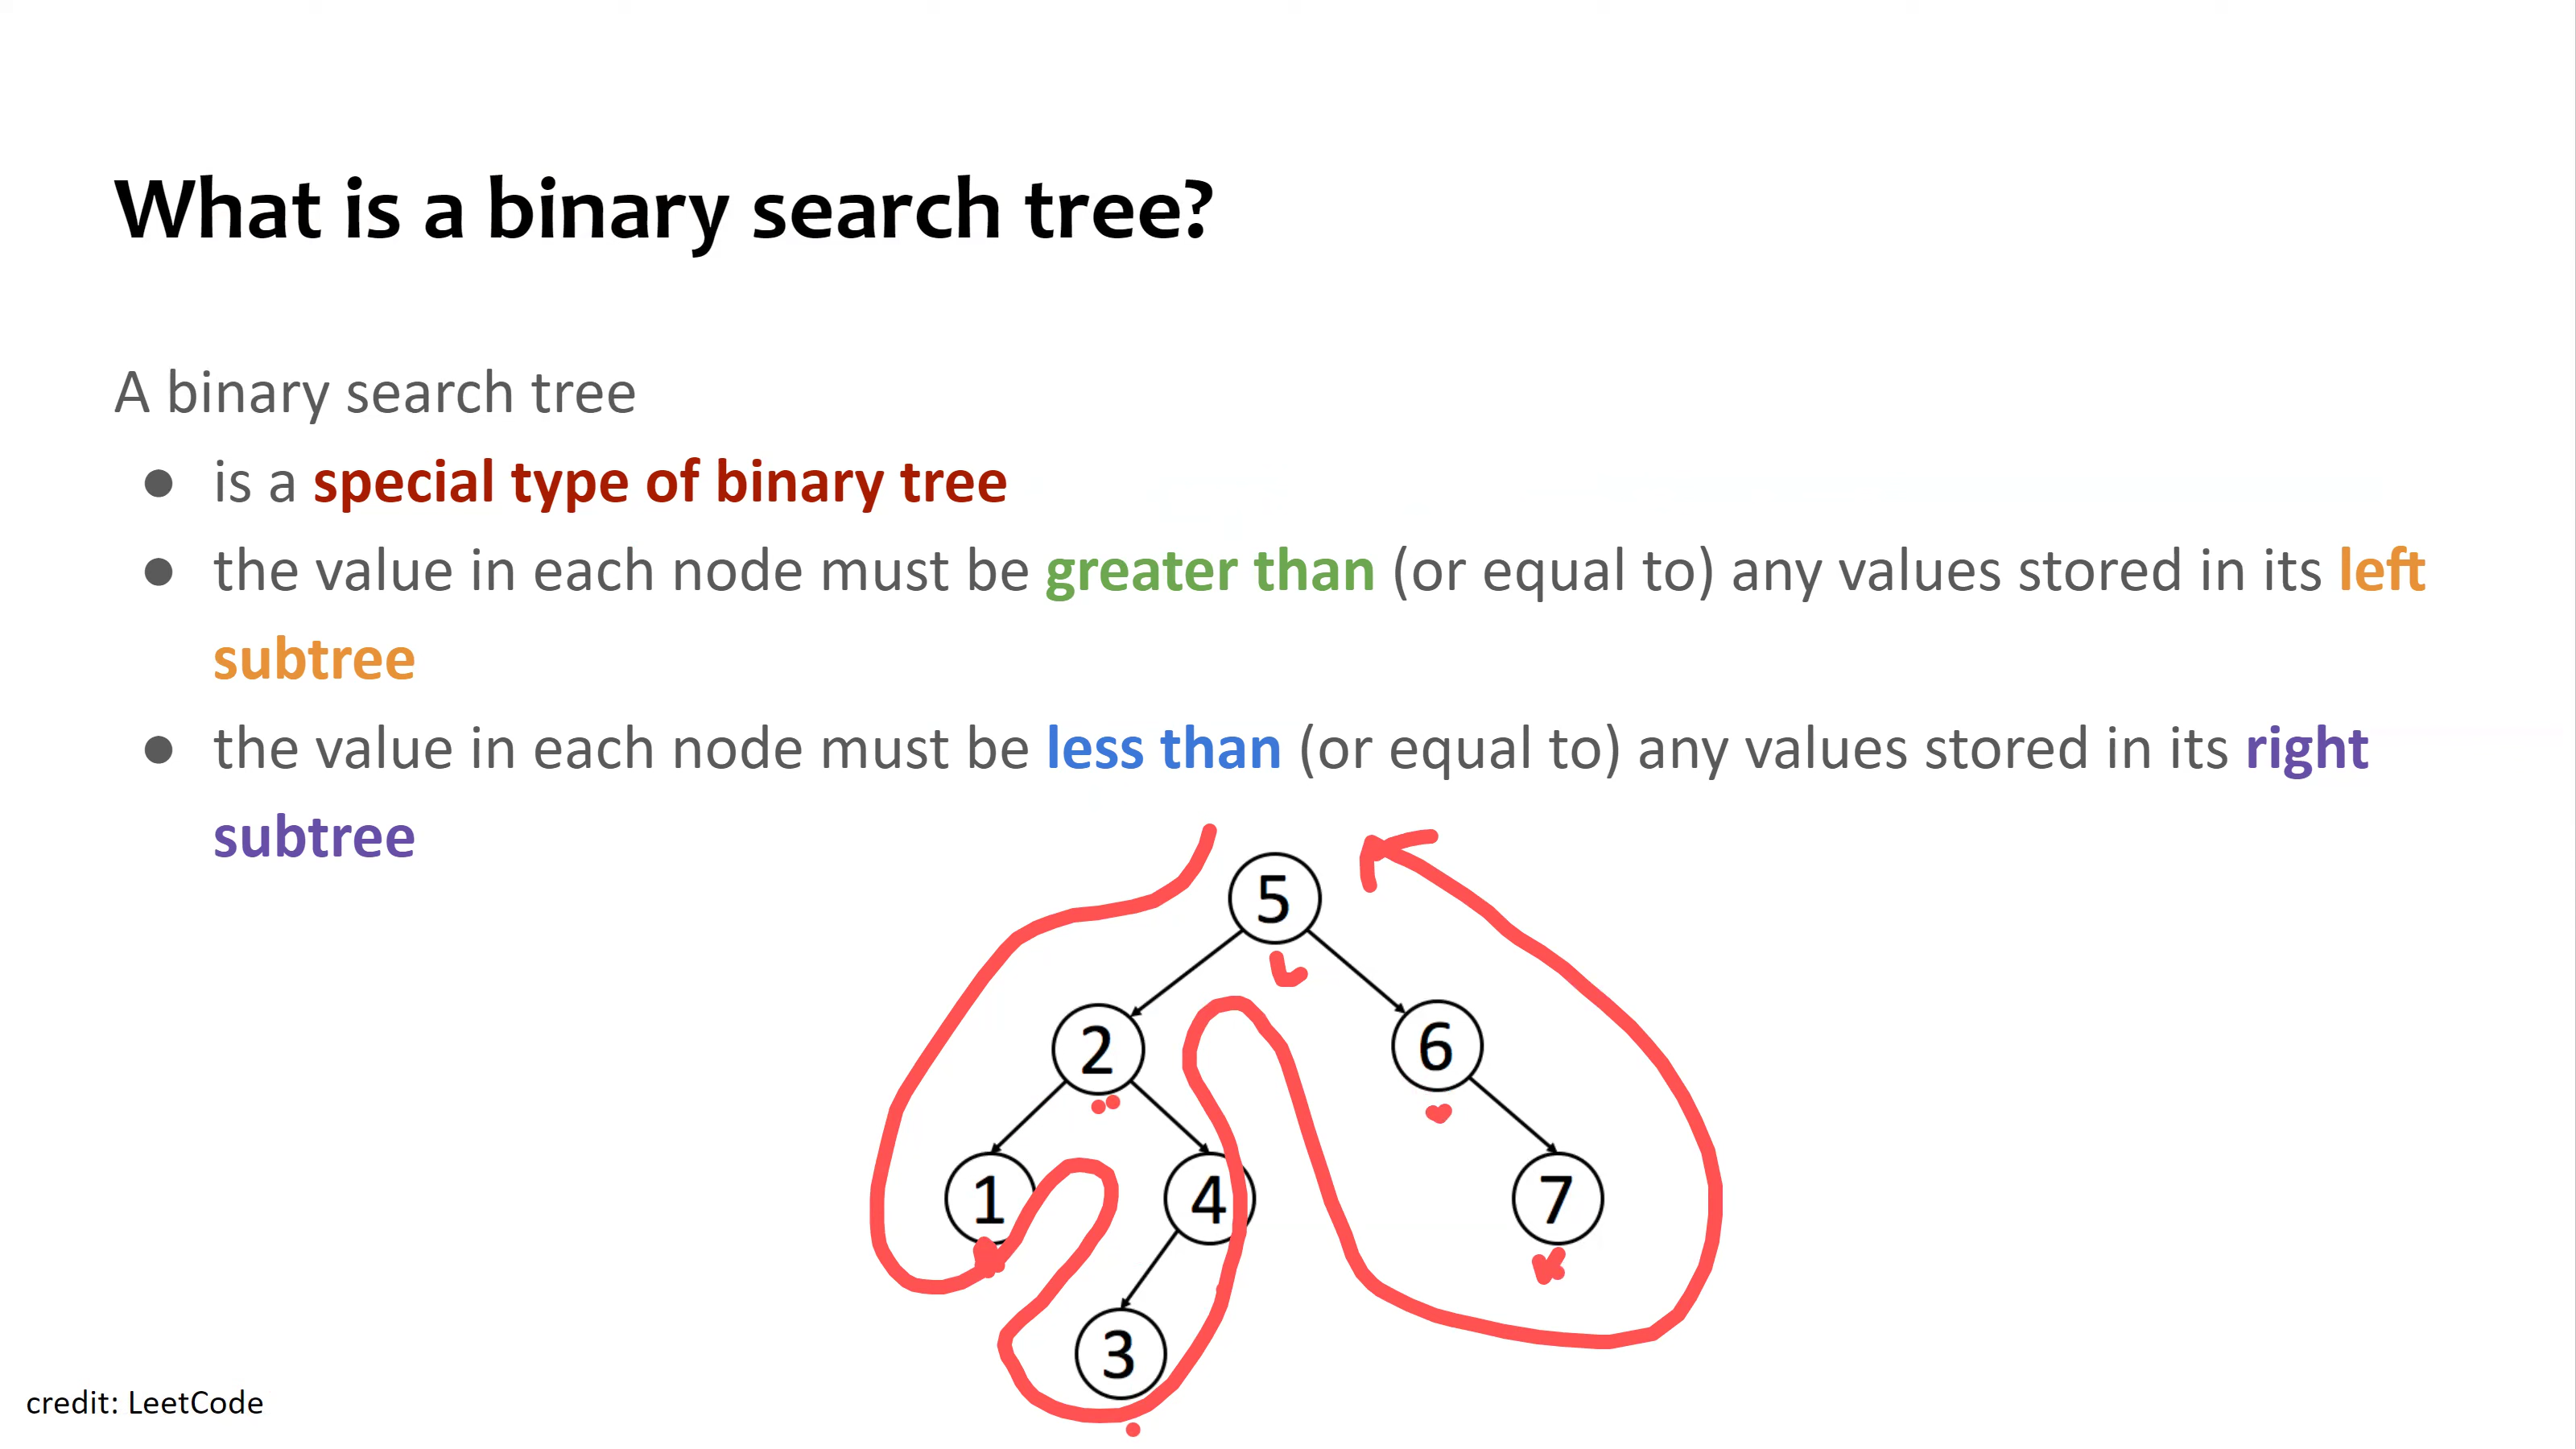 What is a binary search tree?
A binary search tree
● is a special type of binary tree
● the value in each node must be greater than (or equal to) any values stored in its left
subtree
● the value in each node must be less than (or equal to) any values stored in its right
subtree
5
2 6
1 4 7
3
credit: LeetCode